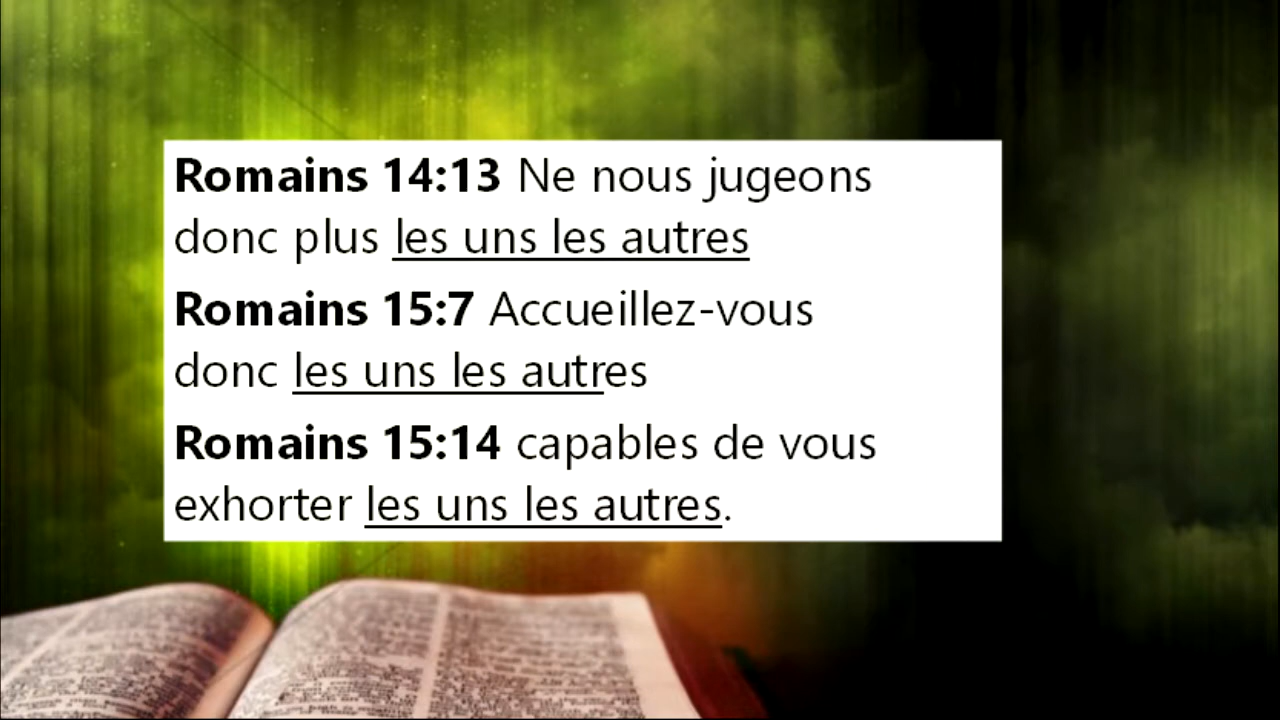 Romains 14:13 Ne nous jugeons
donc plus les uns les autres
Romains 15:7 Accueillez-vous
donc les uns les autres
Romains 15:14 capables de vous
exhorter les uns les autres.